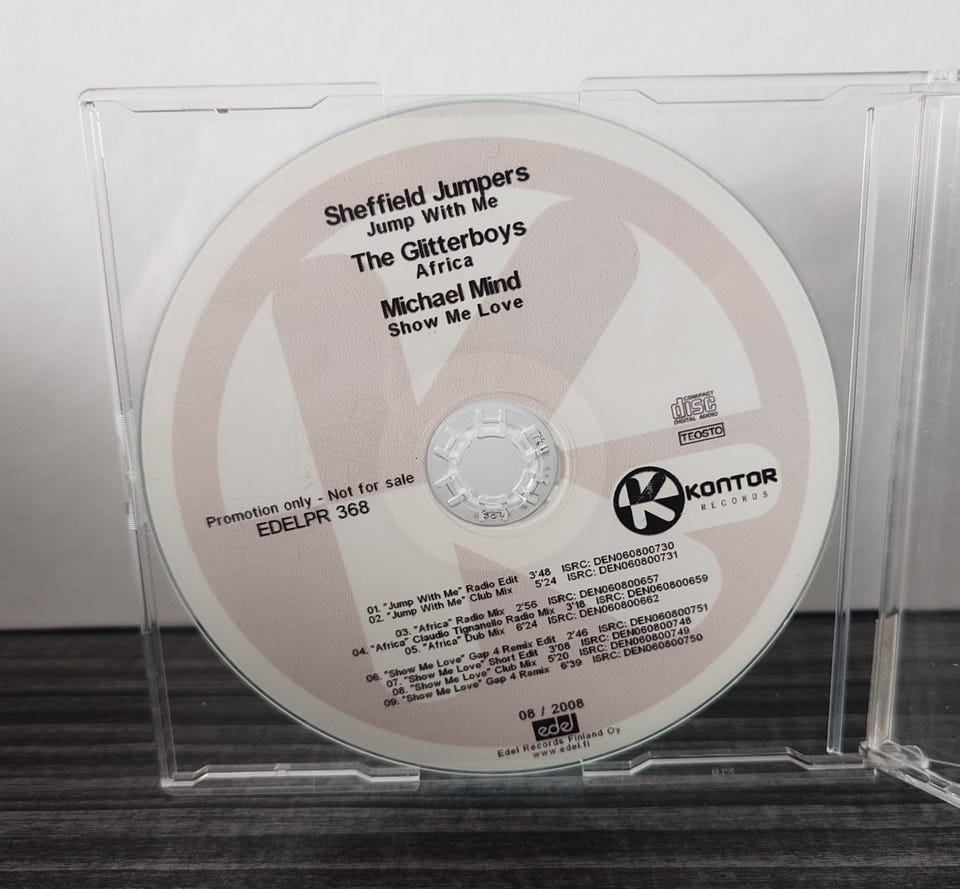 Sheffield Jumpers
Jump With Me
The Glitterboys
Africa
Michael Mind
Show Me Love
COMPACT
disc
DIGITAL AUDIO
TEOSTO
KONTOR
RECORDS
Promotion only - Not for sale
EDELPR 368
01. "Jump With Me" Radio Edit 3'48 ISRC: DEN060800730
02. "Jump With Me" Club Mix 5'24 ISRC: DEN060800731
03. "Africa" Radio Mix 2'56 ISRC: DEN060800657
04. "Africa" Claudio Tignanello Radio Mix 3'18 ISRC: DEN060800659
05. "Africa" Dub Mix 6'24 ISRC: DEN060800662
06. "Show Me Love" Gap 4 Remix Edit 2'46 ISRC: DEN060800751
07. "Show Me Love" Short Edit 3'08 ISRC: DEN060800748
08. "Show Me Love" Club Mix 5'20 ISRC: DEN060800749
09. "Show Me Love" Gap 4 Remix 6'39 ISRC: DEN060800750
08 / 2008
edel
Edel Records Finland Oy
www.edel.fi